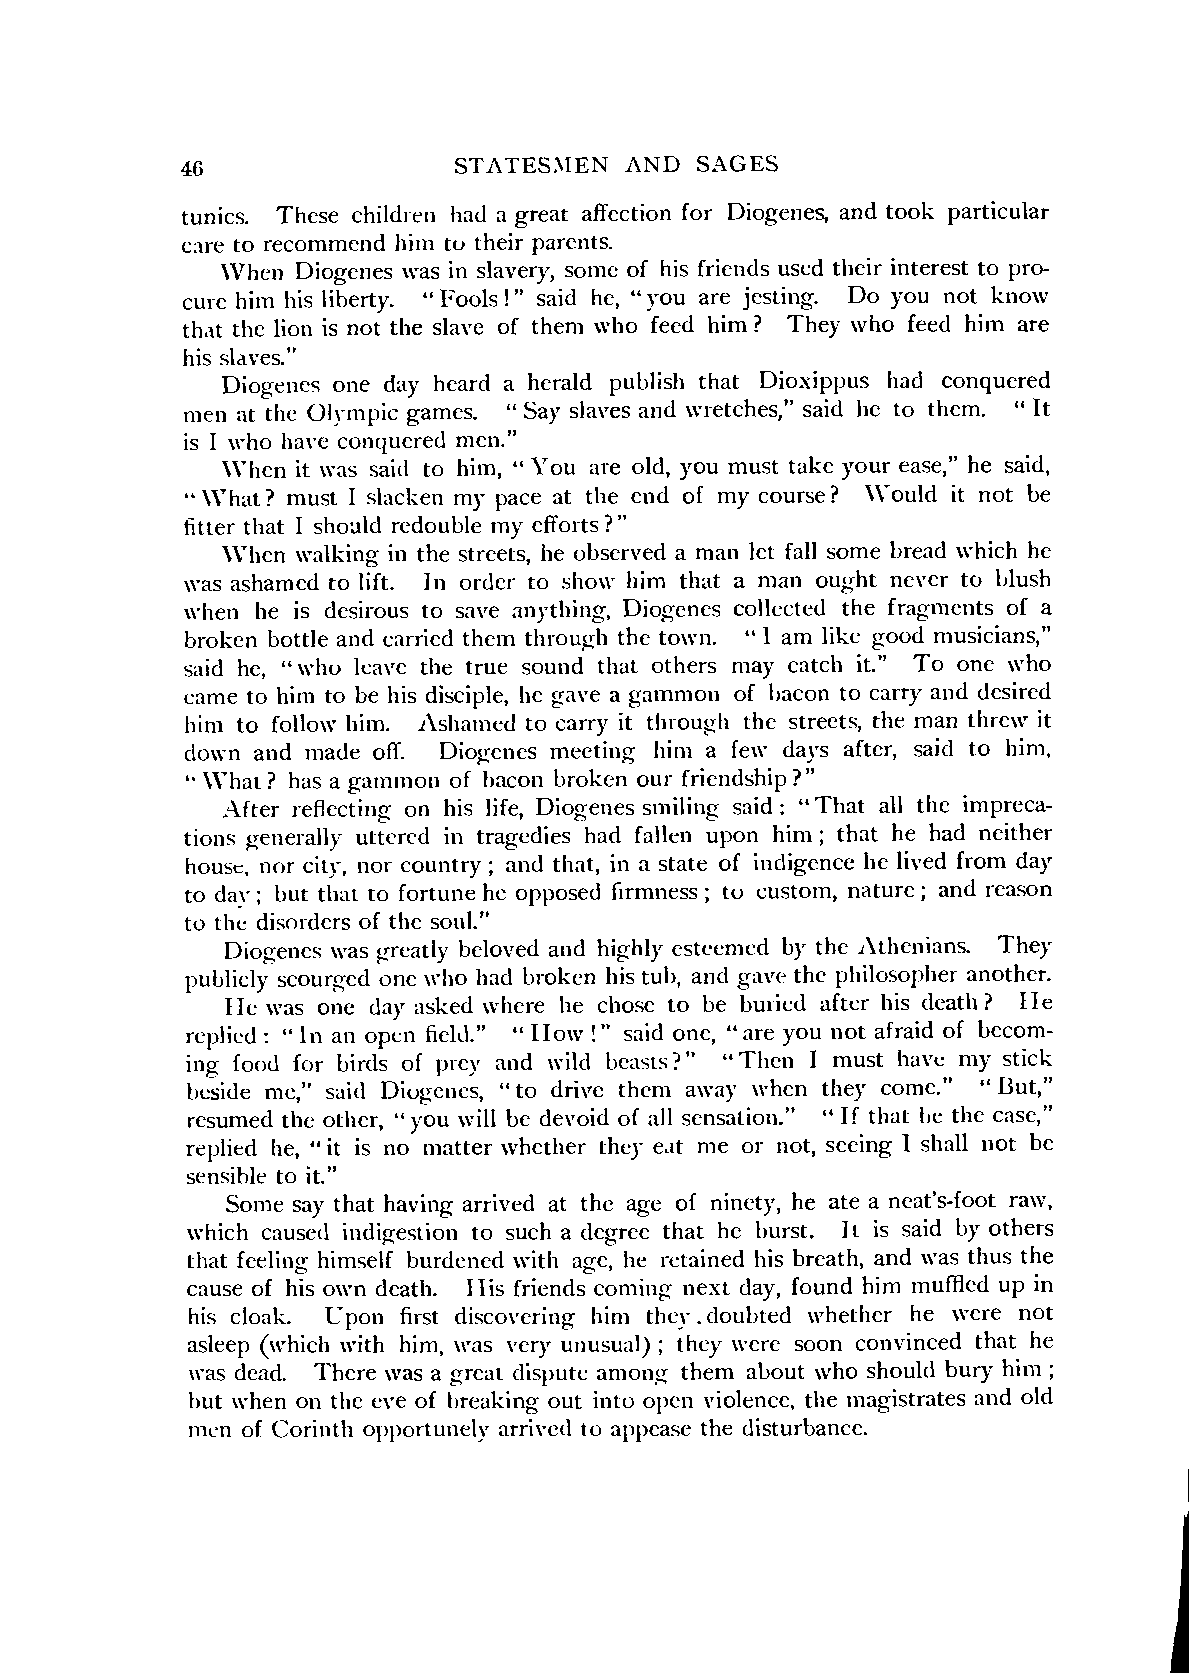 46 STATESMEN AND SAGES
tunics. These children had a great affection for Diogenes, and took particular
care to recommend him to their parents.
When Diogenes was in slavery, some of his friends used their interest to pro-
cure him his liberty. “Fools!” said he, “you are jesting. Do you not know
that the lion is not the slave of them who feed him? They who feed him are
his slaves.”
Diogenes one day heard a herald publish that Dioxippus had conquered
men at the Olympic games. “Say slaves and wretches,” said he to them. “It
is I who have conquered men.”
When it was said to him, “You are old, you must take your ease,” he said,
“What? must I slacken my pace at the end of my course? Would it not be
fitter that I should redouble my efforts?”
When walking in the streets, he observed a man let fall some bread which he
was ashamed to lift. In order to show him that a man ought never to blush
when he is desirous to save anything, Diogenes collected the fragments of a
broken bottle and carried them through the town. “I am like good musicians,”
said he, “who leave the true sound that others may catch it.” To one who
came to him to be his disciple, he gave a gammon of bacon to carry and desired
him to follow him. Ashamed to carry it through the streets, the man threw it
down and made off. Diogenes meeting him a few days after, said to him,
“What? has a gammon of bacon broken our friendship?”
After reflecting on his life, Diogenes smiling said: “That all the impreca-
tions generally uttered in tragedies had fallen upon him; that he had neither
house, nor city, nor country; and that, in a state of indigence he lived from day
to day; but that to fortune he opposed firmness; to custom, nature; and reason
to the disorders of the soul.”
Diogenes was greatly beloved and highly esteemed by the Athenians. They
publicly scourged one who had broken his tub, and gave the philosopher another.
He was one day asked where he chose to be buried after his death? He
replied: “In an open field.” “How!” said one, “are you not afraid of becom-
ing food for birds of prey and wild beasts?” “Then I must have my stick
beside me,” said Diogenes, “to drive them away when they come.” “But,”
resumed the other, “you will be devoid of all sensation.” “If that be the case,”
replied he, “it is no matter whether they eat me or not, seeing I shall not be
sensible to it.”
Some say that having arrived at the age of ninety, he ate a neat's-foot raw,
which caused indigestion to such a degree that he burst. It is said by others
that feeling himself burdened with age, he retained his breath, and was thus the
cause of his own death. His friends coming next day, found him muffled up in
his cloak. Upon first discovering him they doubted whether he were not
asleep (which with him, was very unusual); they were soon convinced that he
was dead. There was a great dispute among them about who should bury him;
but when on the eve of breaking out into open violence, the magistrates and old
men of Corinth opportunely arrived to appease the disturbance.